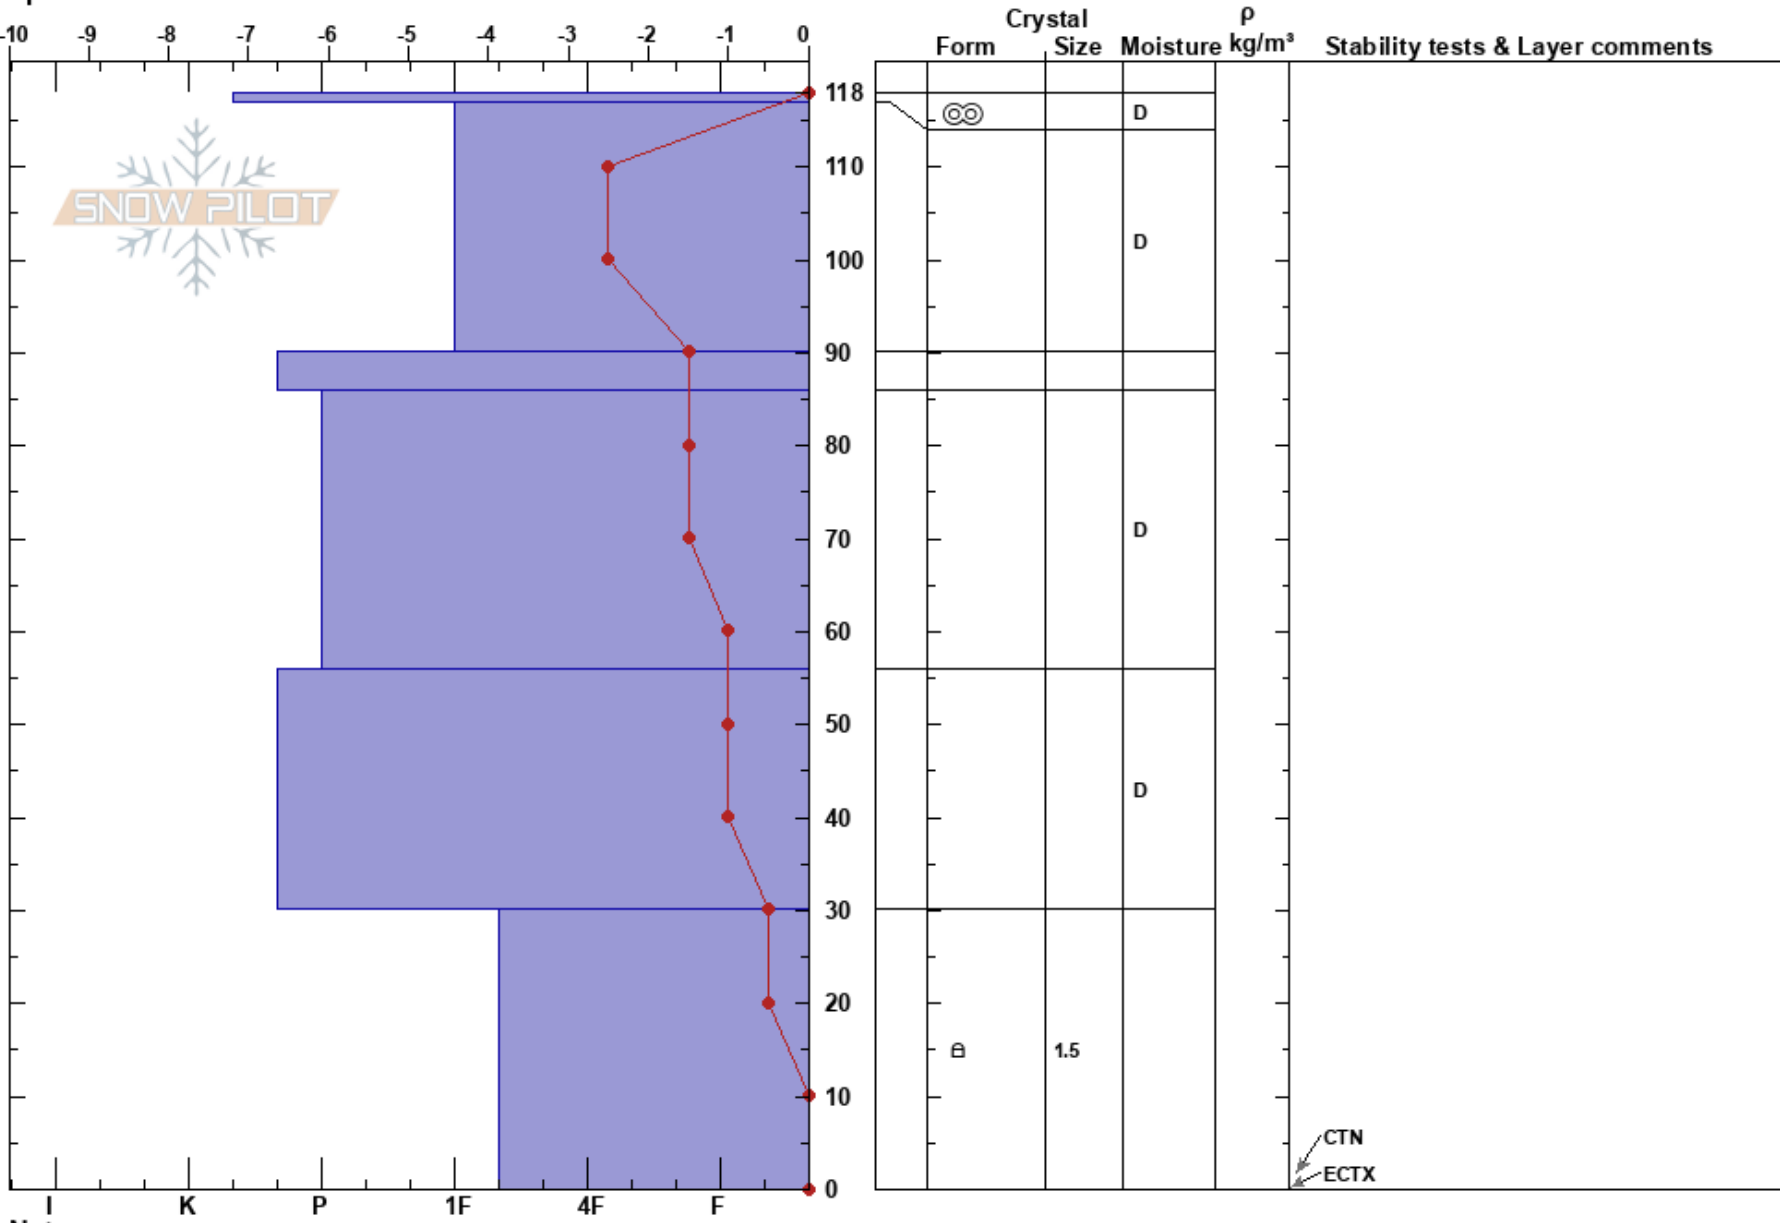 Crystal ρ
-10 -9 -8 -7 -6 -5 -4 -3 -2 -1 0 Form Size Moisture kg/m³ Stability tests & Layer comments
118
D
SNOW PILOT
110
D
100
90
80
D
70
60
50
D
40
30
20
1.5
10
CTN
ECTX
0
I K P 1F 4F F